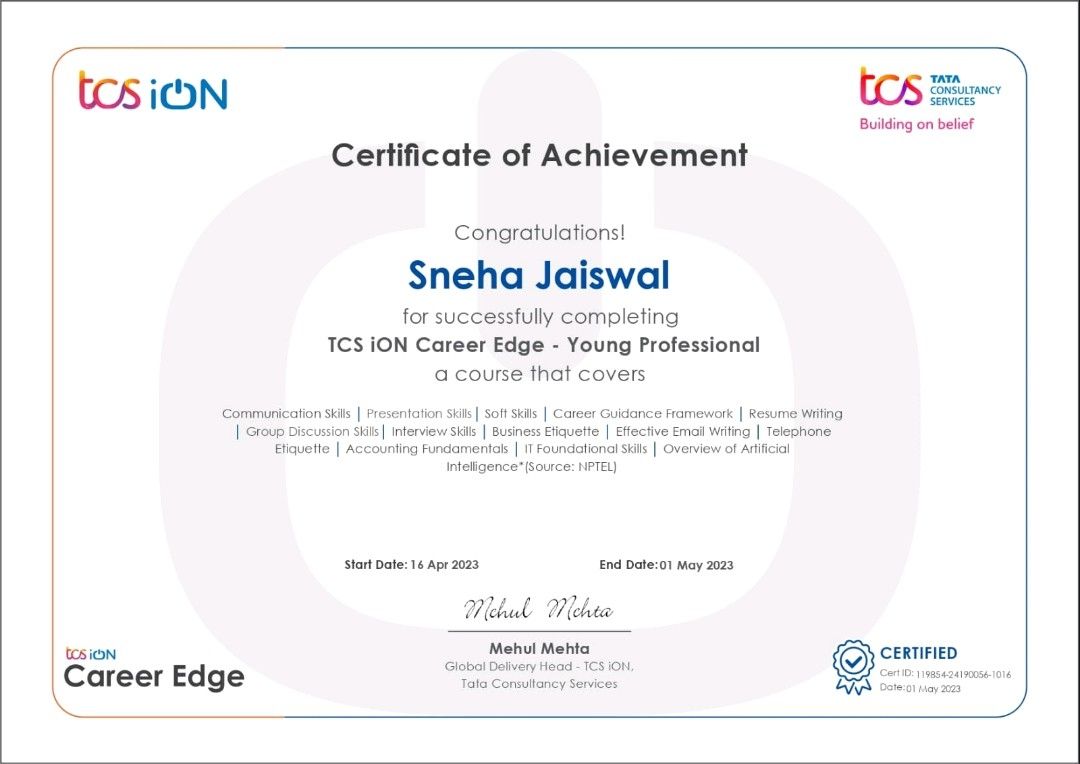 tcs iON
tcs TATA
CONSULTANCY
SERVICES
Building on belief
Certificate of Achievement
Congratulations!
Sneha Jaiswal
for successfully completing
TCS iON Career Edge - Young Professional
a course that covers
Communication Skills | Presentation Skills | Soft Skills | Career Guidance Framework | Resume Writing
| Group Discussion Skills | Interview Skills | Business Etiquette | Effective Email Writing | Telephone
Etiquette | Accounting Fundamentals | IT Foundational Skills | Overview of Artificial
Intelligence*(Source: NPTEL)
Start Date: 16 Apr 2023 End Date: 01 May 2023
Mehul Mehta
Mehul Mehta
Global Delivery Head - TCS iON,
Tata Consultancy Services
tcs iON
Career Edge
CERTIFIED
Cert ID: 119854-24190056-1016
Date: 01 May 2023